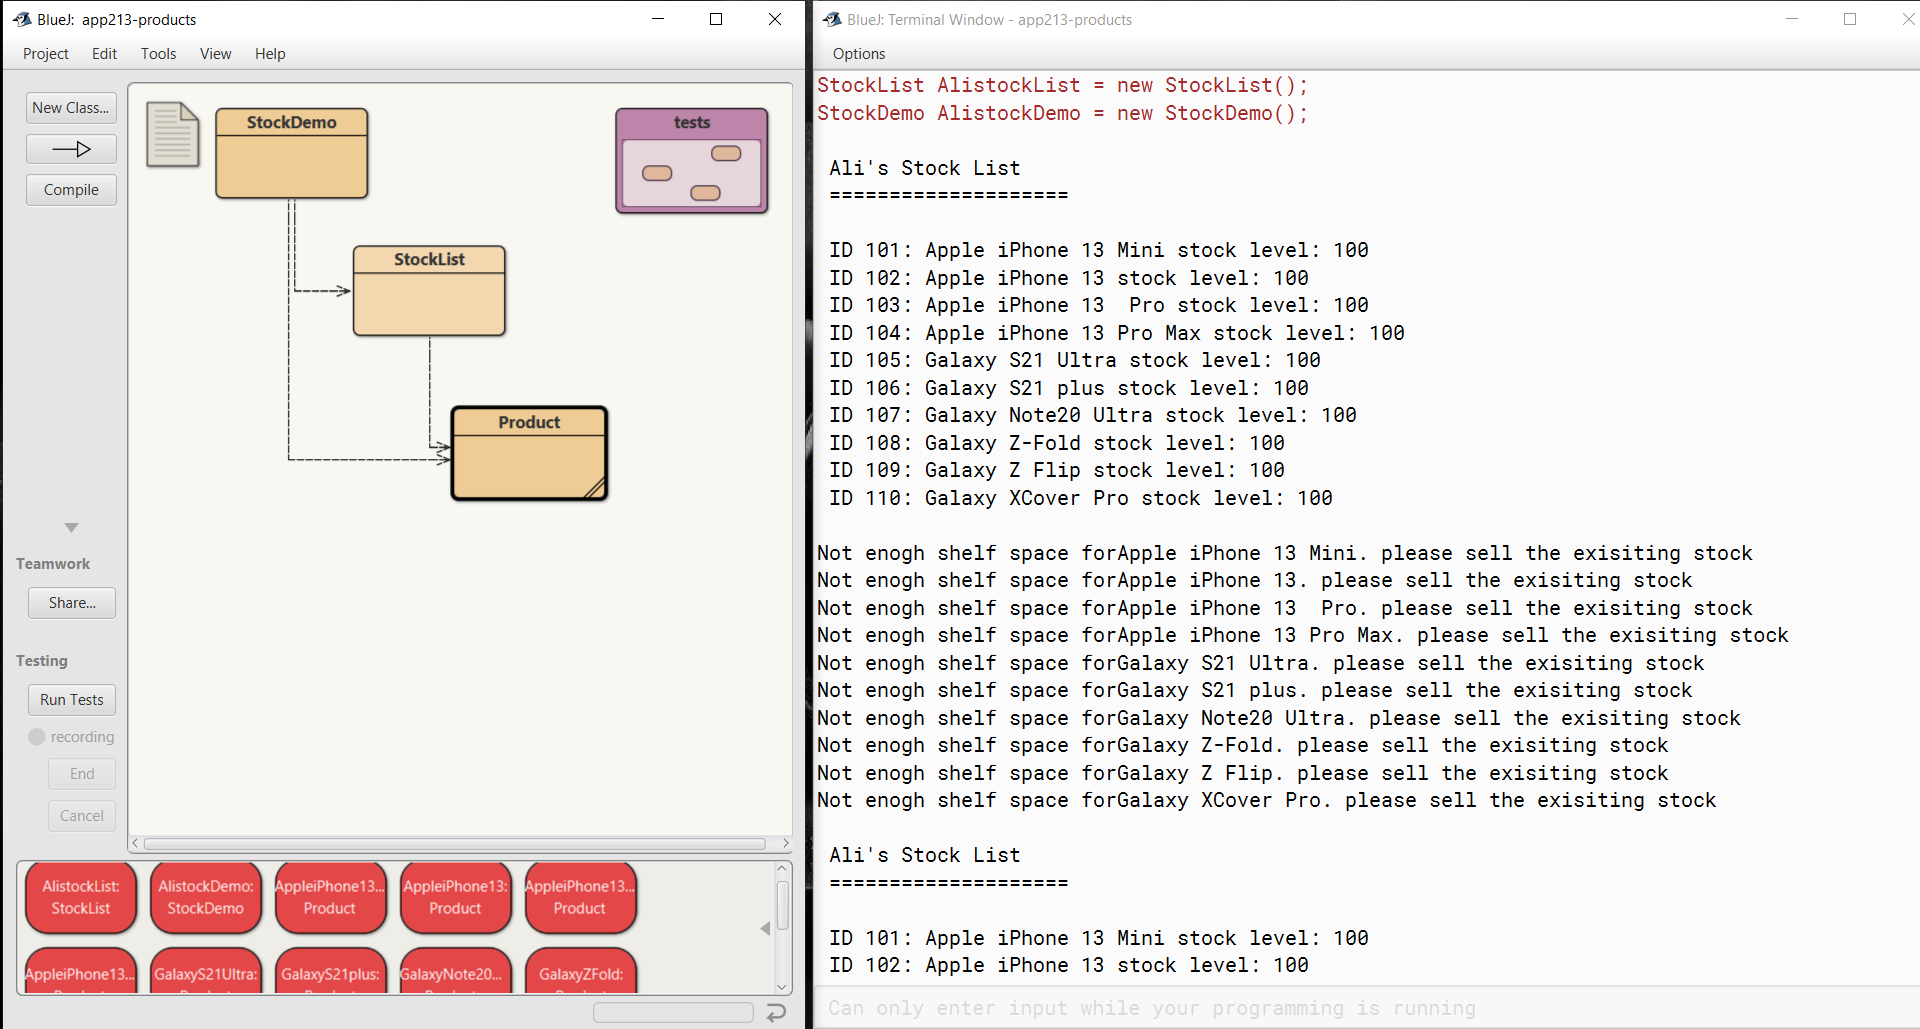 BlueJ: app213-products
Project Edit Tools View Help
New Class...
Compile
Teamwork
Share...
Testing
Run Tests
recording
End
Cancel
StockDemo
tests
StockList
Product
AlistockList:
StockList
AlistockDemo:
StockDemo
AppleiPhone13...
Product
AppleiPhone13:
Product
AppleiPhone13...
Product
AppleiPhone13...
GalaxyS21Ultra:
GalaxyS21plus:
GalaxyNote20...
GalaxyZFold:
BlueJ: Terminal Window - app213-products
Options
StockList AlistockList = new StockList();
StockDemo AlistockDemo = new StockDemo();
Ali's Stock List
====================
ID 101: Apple iPhone 13 Mini stock level: 100
ID 102: Apple iPhone 13 stock level: 100
ID 103: Apple iPhone 13  Pro stock level: 100
ID 104: Apple iPhone 13 Pro Max stock level: 100
ID 105: Galaxy S21 Ultra stock level: 100
ID 106: Galaxy S21 plus stock level: 100
ID 107: Galaxy Note20 Ultra stock level: 100
ID 108: Galaxy Z-Fold stock level: 100
ID 109: Galaxy Z Flip stock level: 100
ID 110: Galaxy XCover Pro stock level: 100
Not enogh shelf space forApple iPhone 13 Mini. please sell the exisiting stock
Not enogh shelf space forApple iPhone 13. please sell the exisiting stock
Not enogh shelf space forApple iPhone 13  Pro. please sell the exisiting stock
Not enogh shelf space forApple iPhone 13 Pro Max. please sell the exisiting stock
Not enogh shelf space forGalaxy S21 Ultra. please sell the exisiting stock
Not enogh shelf space forGalaxy S21 plus. please sell the exisiting stock
Not enogh shelf space forGalaxy Note20 Ultra. please sell the exisiting stock
Not enogh shelf space forGalaxy Z-Fold. please sell the exisiting stock
Not enogh shelf space forGalaxy Z Flip. please sell the exisiting stock
Not enogh shelf space forGalaxy XCover Pro. please sell the exisiting stock
Ali's Stock List
====================
ID 101: Apple iPhone 13 Mini stock level: 100
ID 102: Apple iPhone 13 stock level: 100
Can only enter input while your programming is running